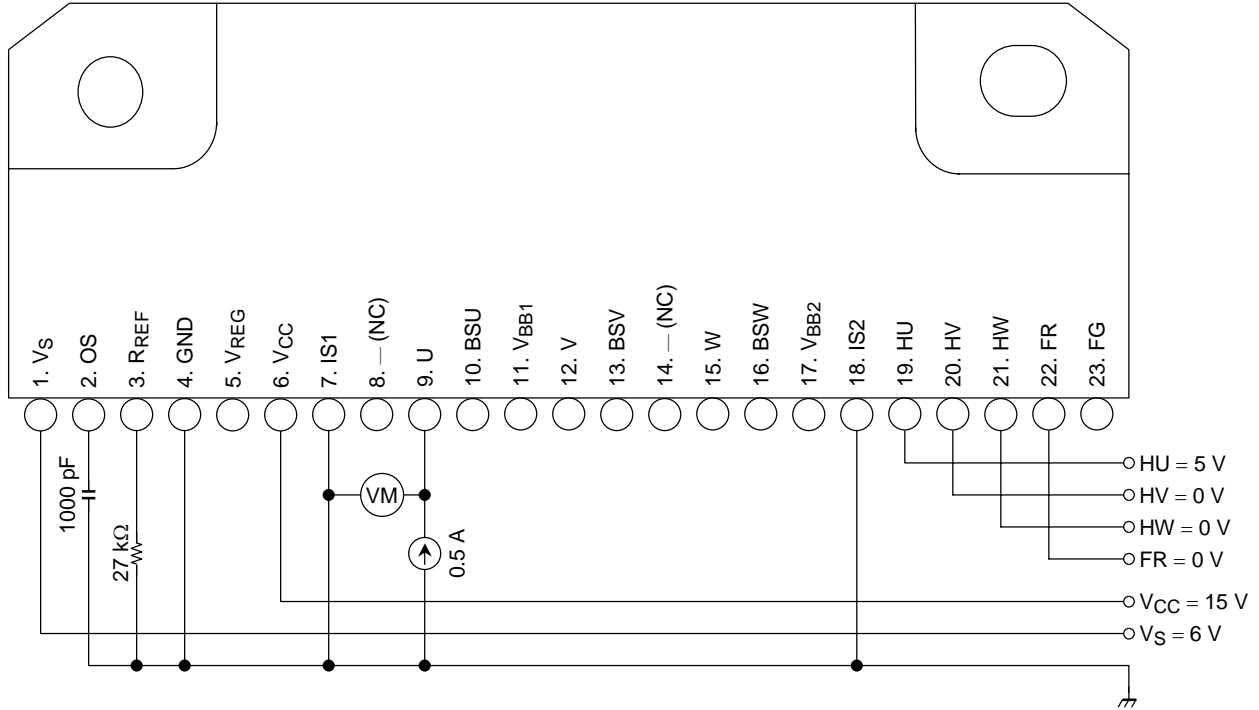 1. VS
2. OS
3. RREF
4. GND
5. VREG
6. VCC
7. IS1
8. — (NC)
9. U
10. BSU
11. VBB1
12. V
13. BSV
14. — (NC)
15. W
16. BSW
17. VBB2
18. IS2
19. HU
20. HV
21. HW
22. FR
23. FG
1000 pF
27 kΩ
VM
0.5 A
HU = 5 V
HV = 0 V
HW = 0 V
FR = 0 V
VCC = 15 V
VS = 6 V